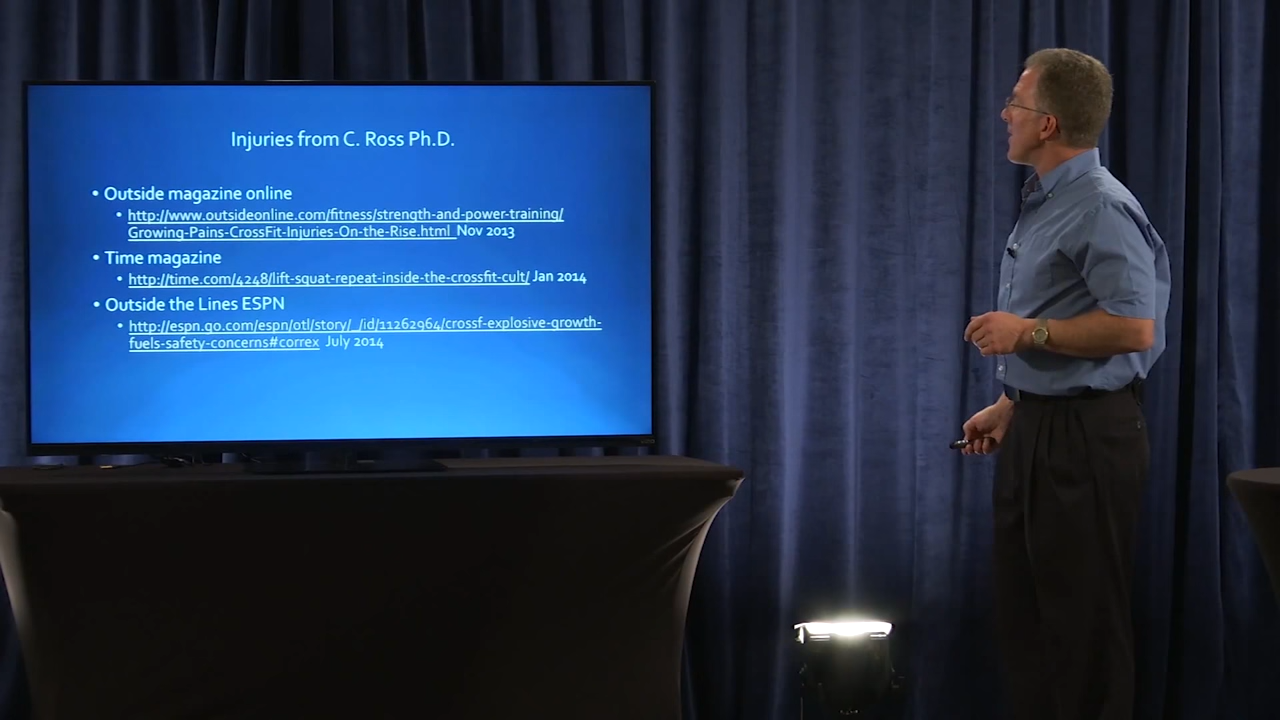 Injuries from C. Ross Ph.D.
• Outside magazine online
• http://www.outsideonline.com/fitness/strength-and-power-training/
Growing-Pains-CrossFit-Injuries-On-the-Rise.html Nov 2013
• Time magazine
• http://time.com/4248/lift-squat-repeat-inside-the-crossfit-cult/ Jan 2014
• Outside the Lines ESPN
• http://espn.go.com/espn/otl/story/_/id/11262964/crossf-explosive-growth-
fuels-safety-concerns#correx July 2014